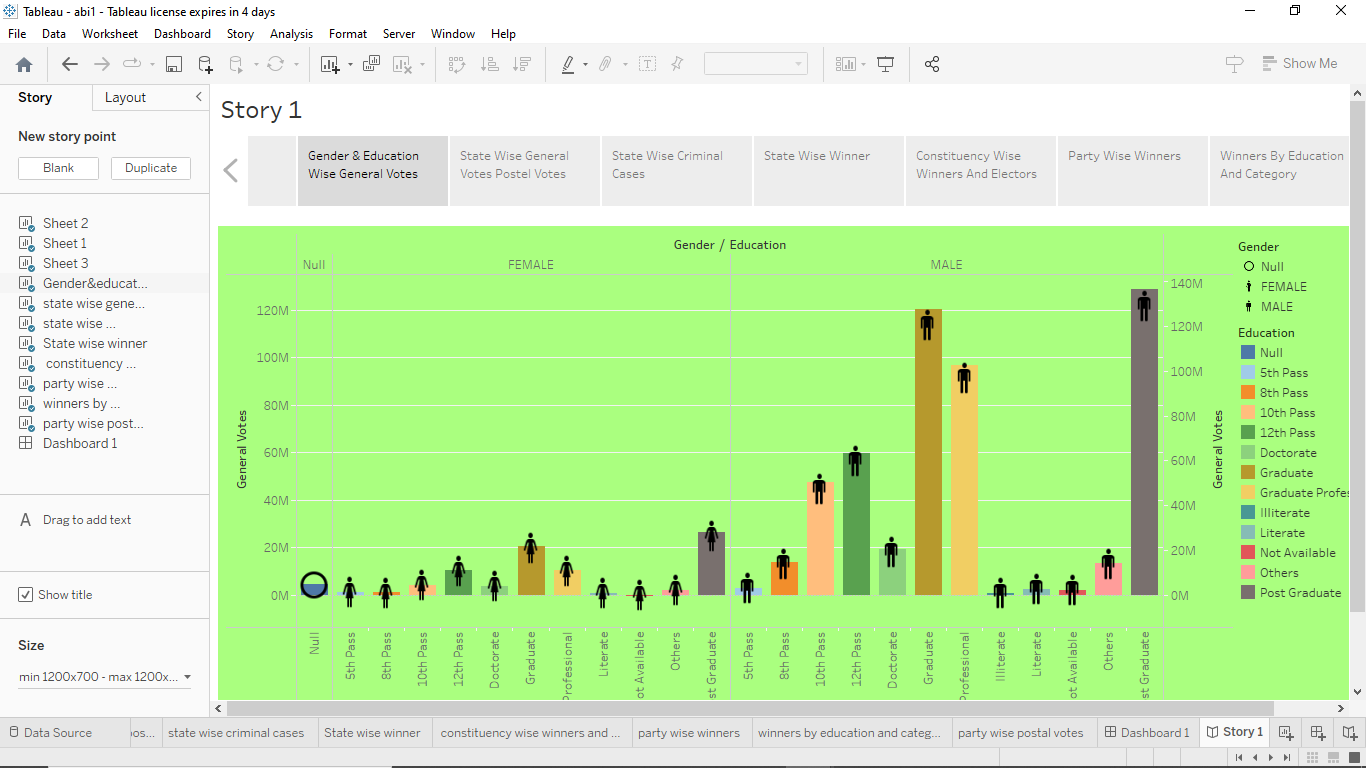 Tableau - abi1 - Tableau license expires in 4 days
File Data Worksheet Dashboard Story Analysis Format Server Window Help
Show Me
Story Layout
New story point
Blank Duplicate
Sheet 2
Sheet 1
Sheet 3
Gender&educat...
state wise gene...
state wise ...
State wise winner
constituency ...
party wise ...
winners by ...
party wise post...
Dashboard 1
A Drag to add text
Show title
Size
min 1200x700 - max 1200x...
Story 1
Gender & Education
Wise General Votes
State Wise General
Votes Postel Votes
State Wise Criminal
Cases
State Wise Winner
Constituency Wise
Winners And Electors
Party Wise Winners
Winners By Education
And Category
Gender / Education
Null FEMALE MALE
General Votes
120M
100M
80M
60M
40M
20M
0M
140M
120M
100M
80M
60M
40M
20M
0M
General Votes
Null
5th Pass
8th Pass
10th Pass
12th Pass
Doctorate
Graduate
Professional
Literate
ot Available
Others
st Graduate
5th Pass
8th Pass
10th Pass
12th Pass
Doctorate
Graduate
Professional
Illiterate
Literate
ot Available
Others
st Graduate
Gender
Null
FEMALE
MALE
Education
Null
5th Pass
8th Pass
10th Pass
12th Pass
Doctorate
Graduate
Graduate Profes
Illiterate
Literate
Not Available
Others
Post Graduate
Data Source pos... state wise criminal cases State wise winner constituency wise winners and ... party wise winners winners by education and categ... party wise postal votes Dashboard 1 Story 1